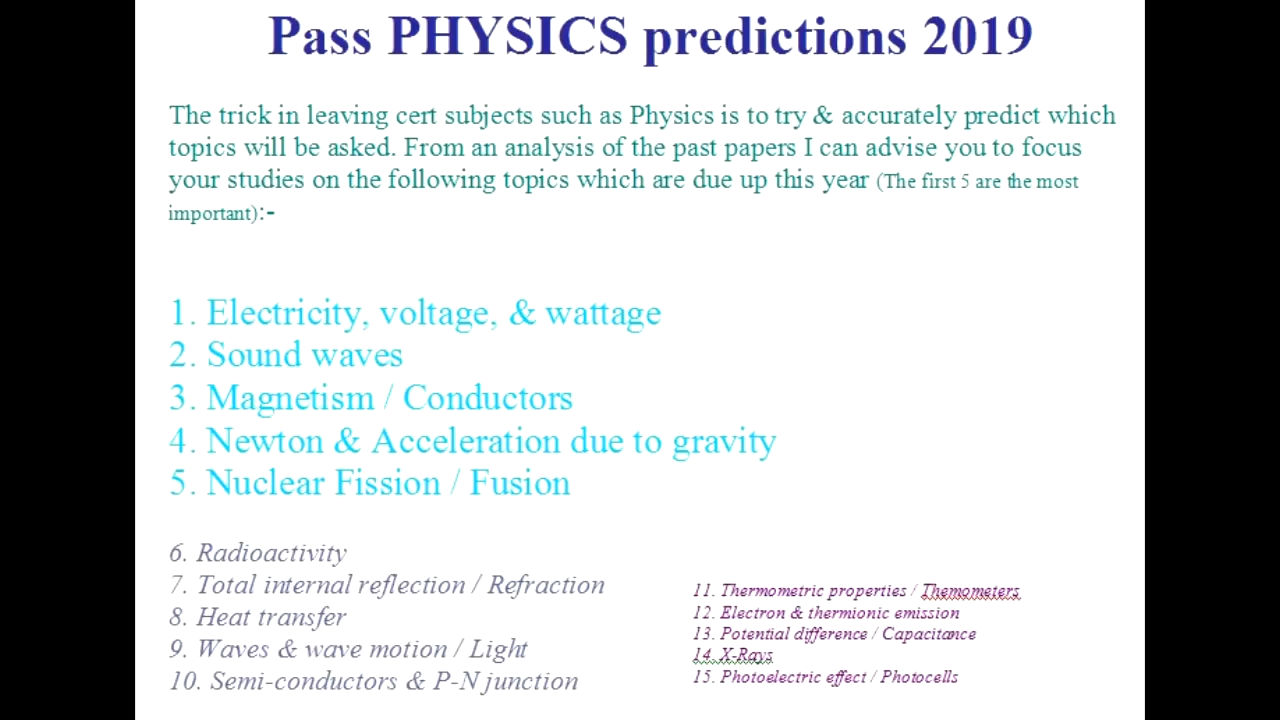 Pass PHYSICS predictions 2019
The trick in leaving cert subjects such as Physics is to try & accurately predict which
topics will be asked. From an analysis of the past papers I can advise you to focus
your studies on the following topics which are due up this year (The first 5 are the most
important):-
1. Electricity, voltage, & wattage
2. Sound waves
3. Magnetism / Conductors
4. Newton & Acceleration due to gravity
5. Nuclear Fission / Fusion
6. Radioactivity
7. Total internal reflection / Refraction
8. Heat transfer
9. Waves & wave motion / Light
10. Semi-conductors & P-N junction
11. Thermometric properties / Themometers
12. Electron & thermionic emission
13. Potential difference / Capacitance
14. X-Rays
15. Photoelectric effect / Photocells